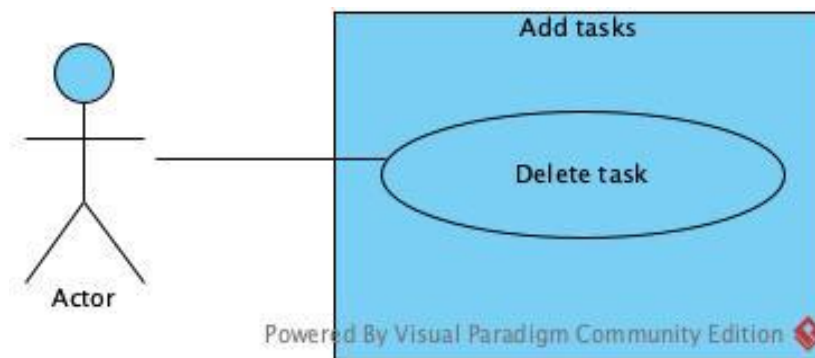 Add tasks
Delete task
Actor
Powered By Visual Paradigm Community Edition